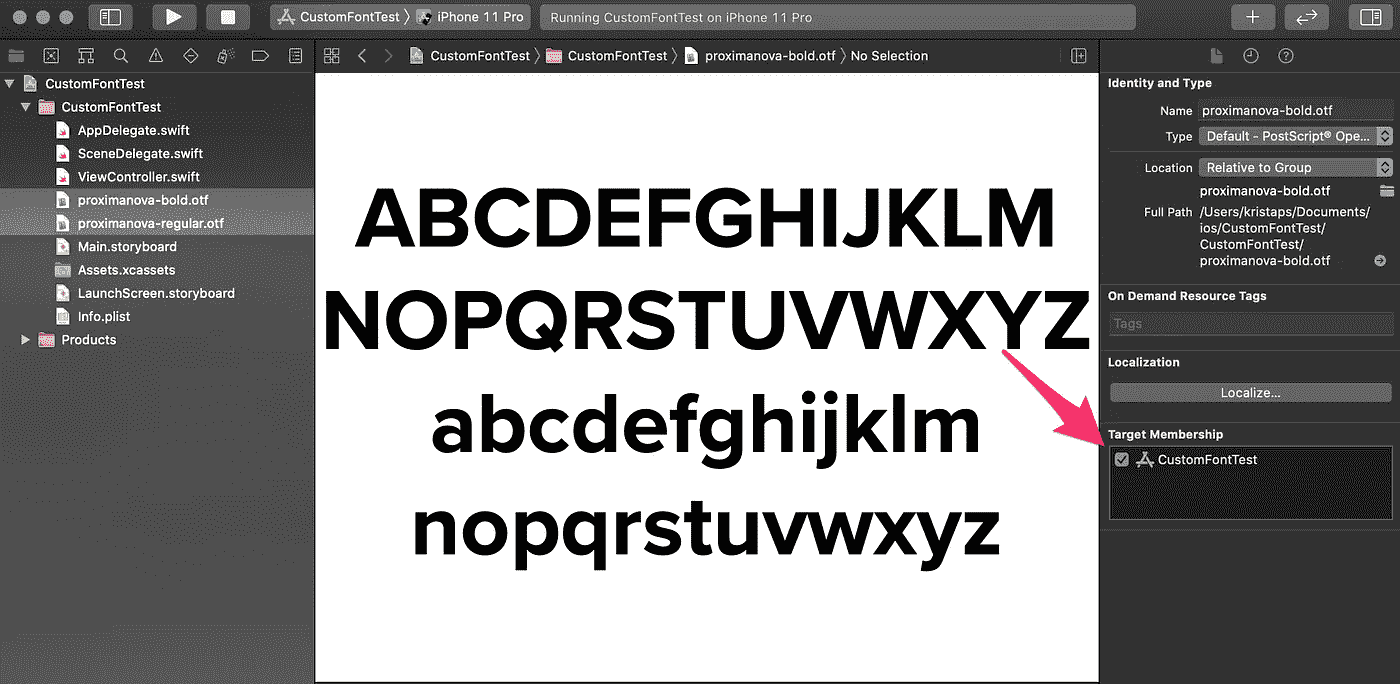 CustomFontTest iPhone 11 Pro
Running CustomFontTest on iPhone 11 Pro
CustomFontTest CustomFontTest proximanova-bold.otf No Selection
CustomFontTest
CustomFontTest
AppDelegate.swift
SceneDelegate.swift
ViewController.swift
proximanova-bold.otf
proximanova-regular.otf
Main.storyboard
Assets.xcassets
LaunchScreen.storyboard
Info.plist
Products
ABCDEFGHIJKLM
NOPQRSTUVWXYZ
abcdefghijklm
nopqrstuvwxyz
Identity and Type
Name proximanova-bold.otf
Type Default - PostScript® Ope...
Location Relative to Group
proximanova-bold.otf
Full Path /Users/kristaps/Documents/
ios/CustomFontTest/
CustomFontTest/
proximanova-bold.otf
On Demand Resource Tags
Tags
Localization
Localize...
Target Membership
CustomFontTest